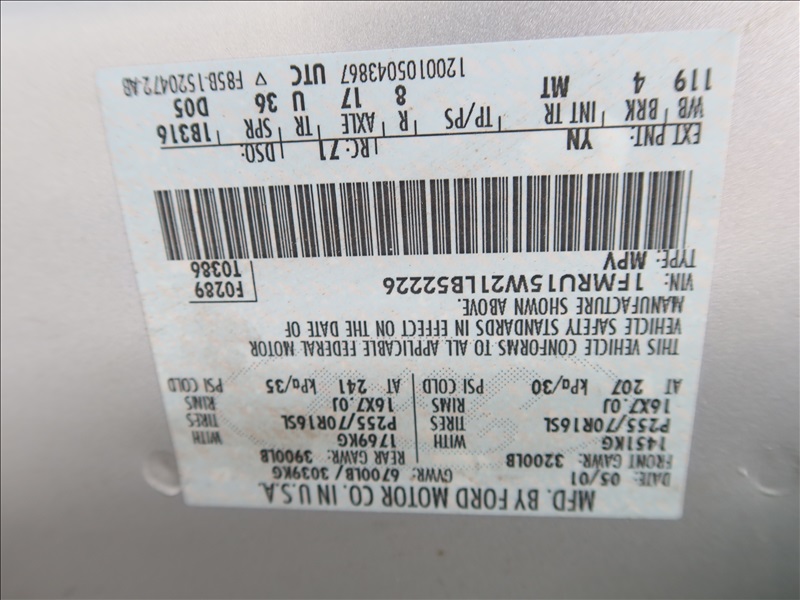 MFD. BY FORD MOTOR CO. IN U.S.A.
DATE: 05/01 GVWR: 6700LB/ 3039KG
FRONT GAWR: 3200LB REAR GAWR: 3900LB
1451KG WITH 1769KG WITH
P255/70R16SL TIRES P255/70R16SL TIRES
16X7.0J RIMS 16X7.0J RIMS
AT 207 kPa/30 PSI COLD AT 241 kPa/35 PSI COLD
THIS VEHICLE CONFORMS TO ALL APPLICABLE FEDERAL MOTOR
VEHICLE SAFETY STANDARDS IN EFFECT ON THE DATE OF
MANUFACTURE SHOWN ABOVE.
VIN: 1FMRU15W21LB52226 F0289
TYPE: MPV T0386
EXT PNT: YN RC: 71 DSO:
WB BRK INT TR TP/PS R AXLE TR SPR 1B316
119 4 MT 8 17 U 36 D05
1200105043867 UTC ▽ F85B-1520472-AB